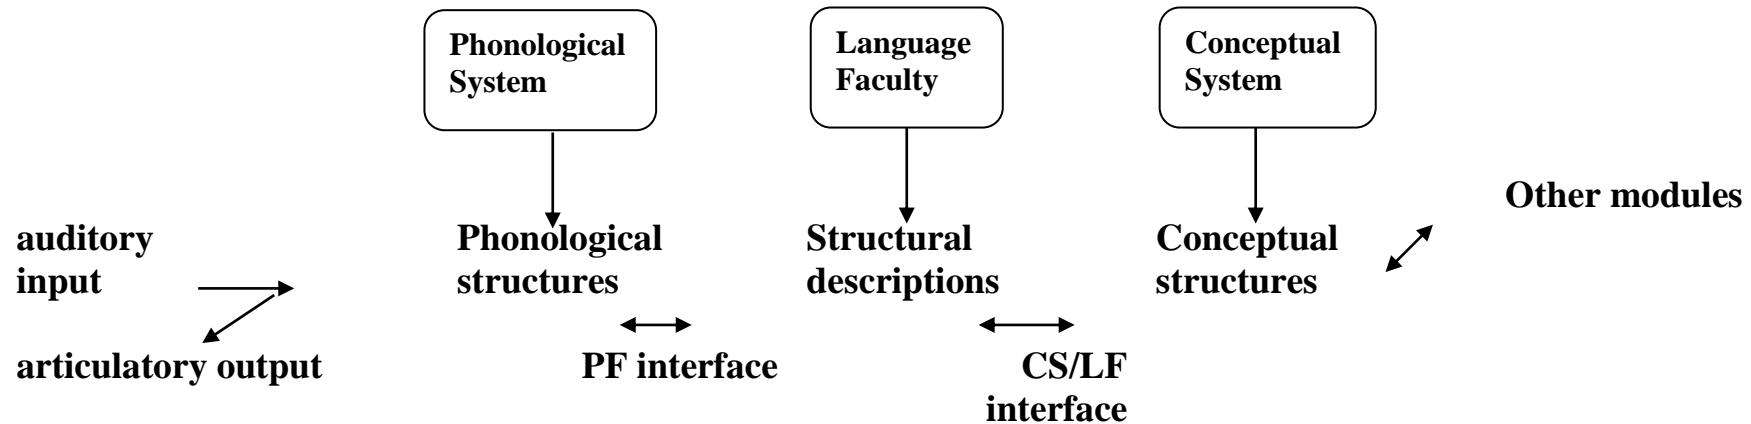 Phonological
System
Language
Faculty
Conceptual
System
Other modules
auditory
input
Phonological
structures
Structural
descriptions
Conceptual
structures
articulatory output
PF interface
CS/LF
interface